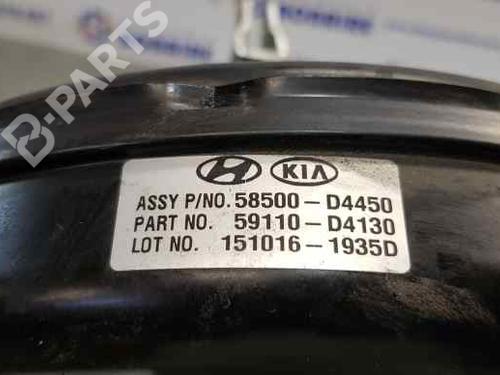 B-PARTS
KIA
ASSY P/NO. 58500-D4450
PART NO. 59110-D4130
LOT NO. 151016-1935D